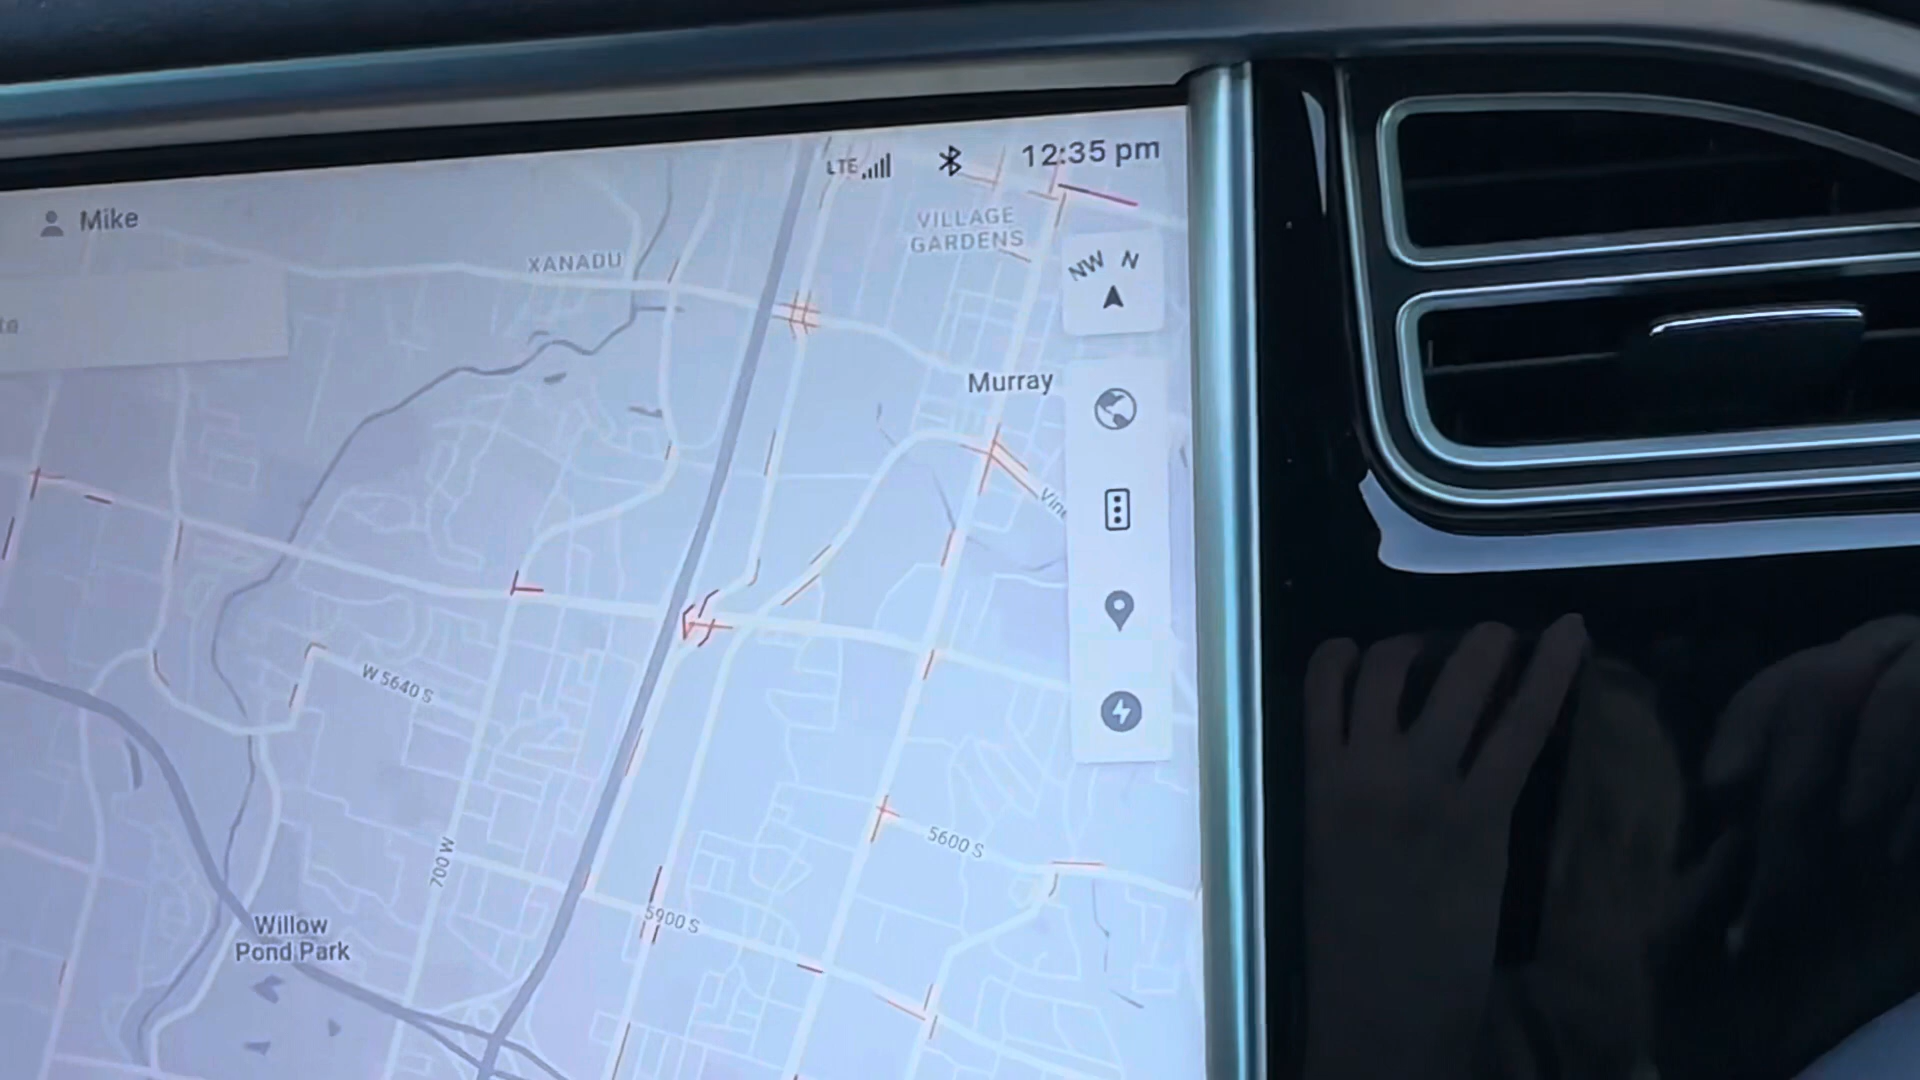 LTE
12:35 pm
Mike
VILLAGE
GARDENS
XANADU
NW N
Murray
W 5640 S
700 W
5600 S
5900 S
Willow
Pond Park